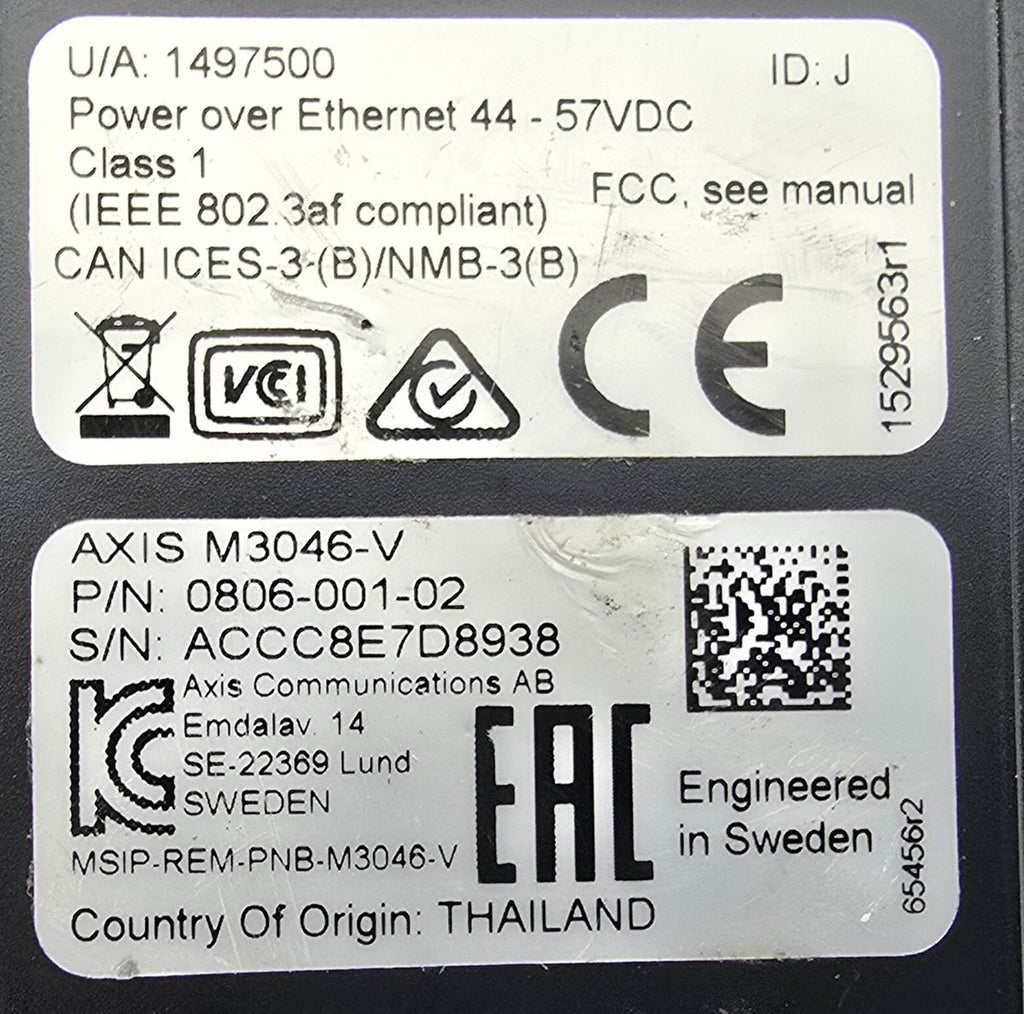 U/A: 1497500
ID: J
Power over Ethernet 44 - 57VDC
Class 1
(IEEE 802.3af compliant)
FCC, see manual
CAN ICES-3-(B)/NMB-3(B)
1529563r1
VCCI
CE
AXIS M3046-V
P/N: 0806-001-02
S/N: ACCC8E7D8938
Axis Communications AB
Emdalav. 14
SE-22369 Lund
SWEDEN
KC
EAC
Engineered
in Sweden
MSIP-REM-PNB-M3046-V
65456r2
Country Of Origin: THAILAND